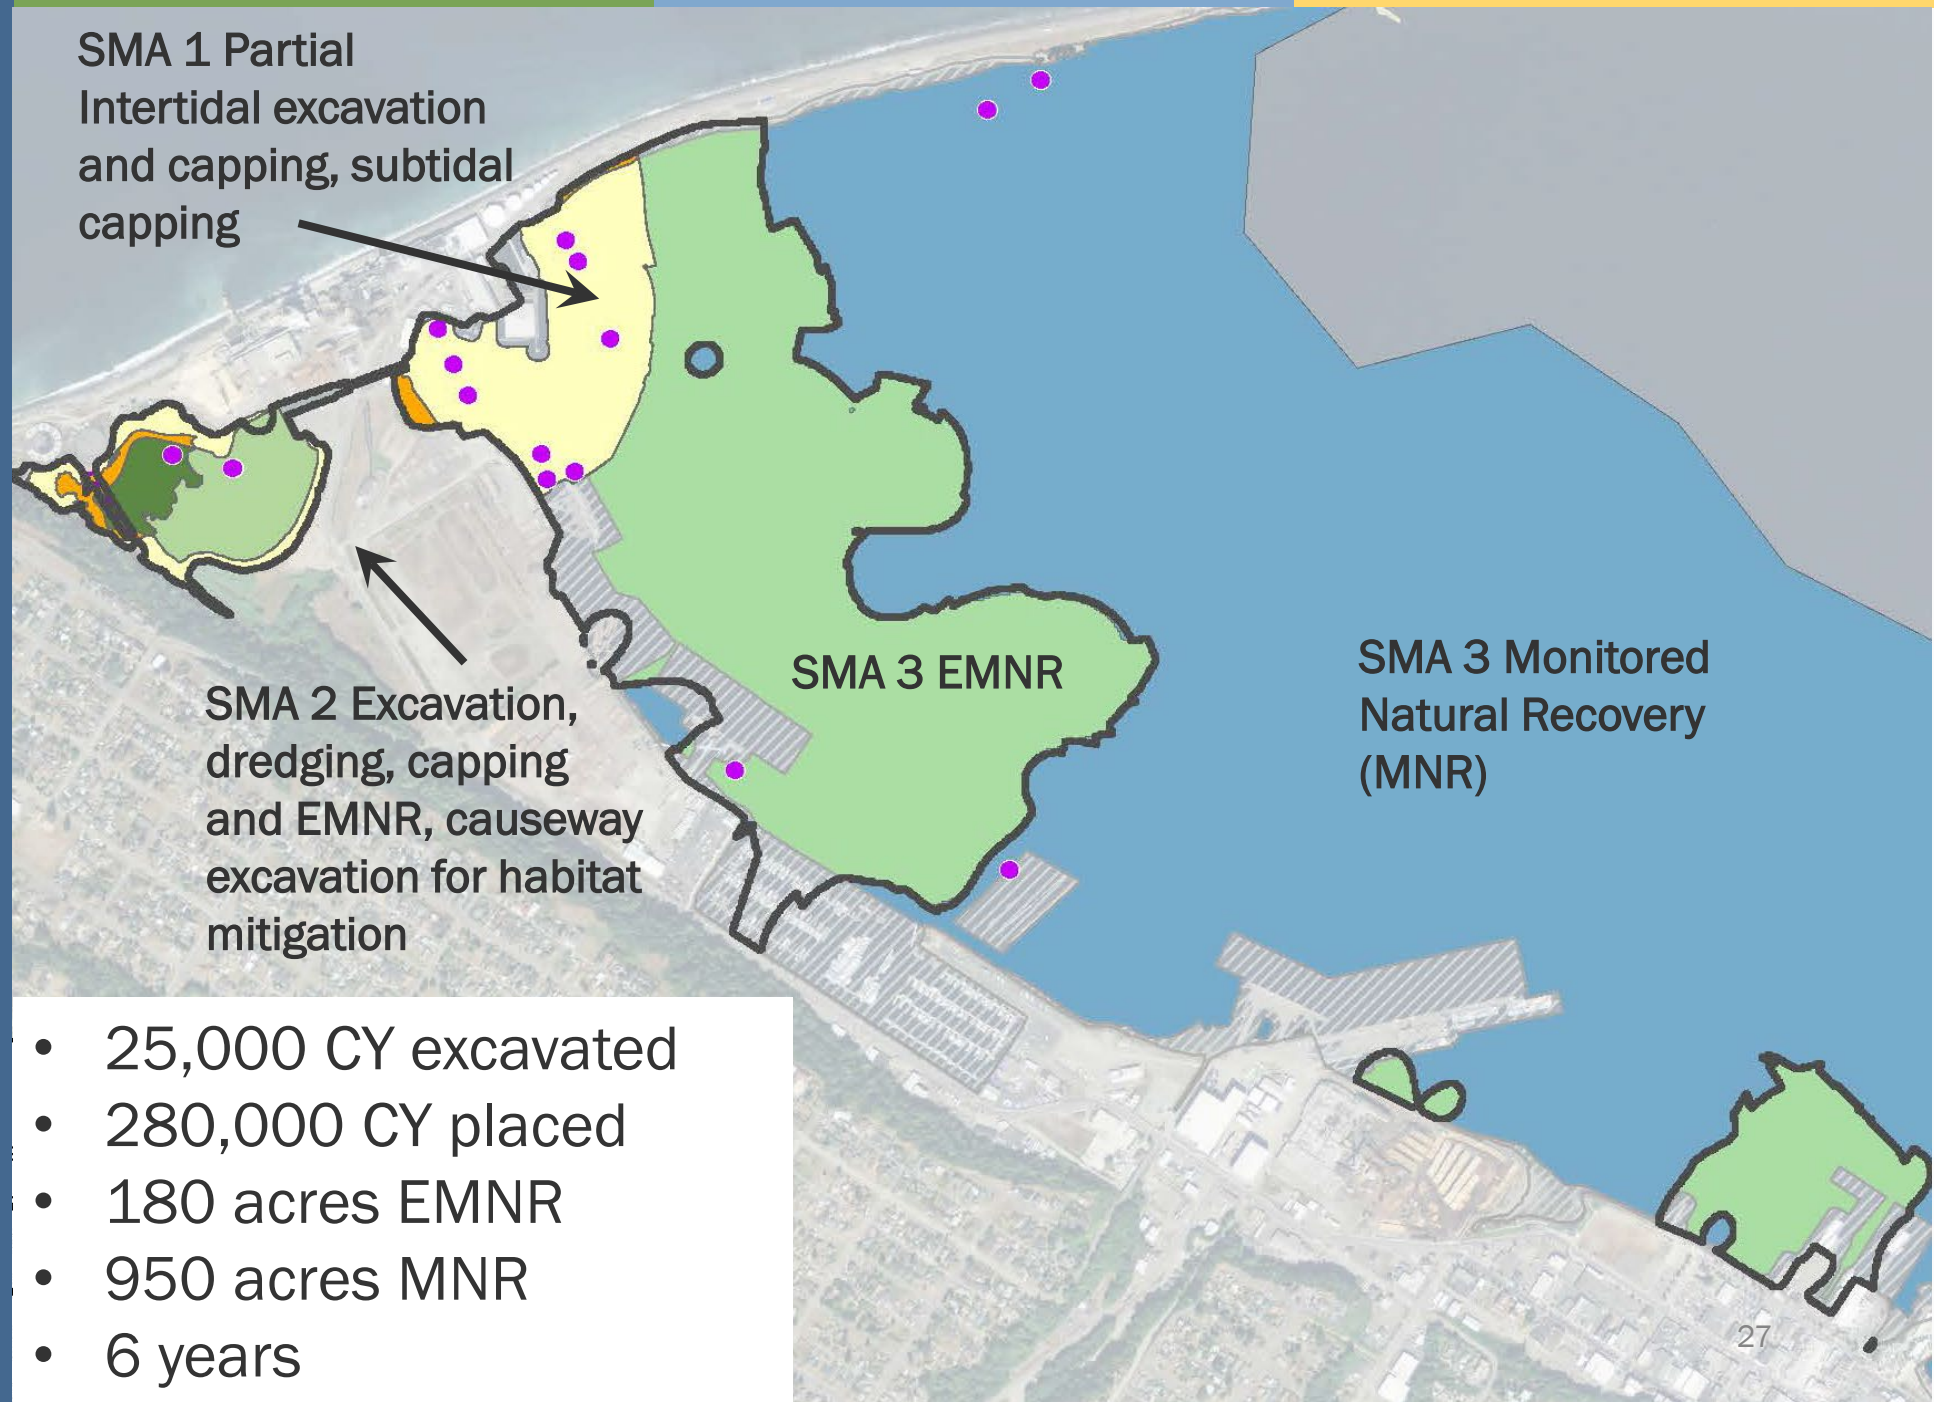 SMA 1 Partial
Intertidal excavation
and capping, subtidal
capping
SMA 3 EMNR
SMA 3 Monitored
Natural Recovery
(MNR)
SMA 2 Excavation,
dredging, capping
and EMNR, causeway
excavation for habitat
mitigation
• 25,000 CY excavated
• 280,000 CY placed
• 180 acres EMNR
• 950 acres MNR
• 6 years
27